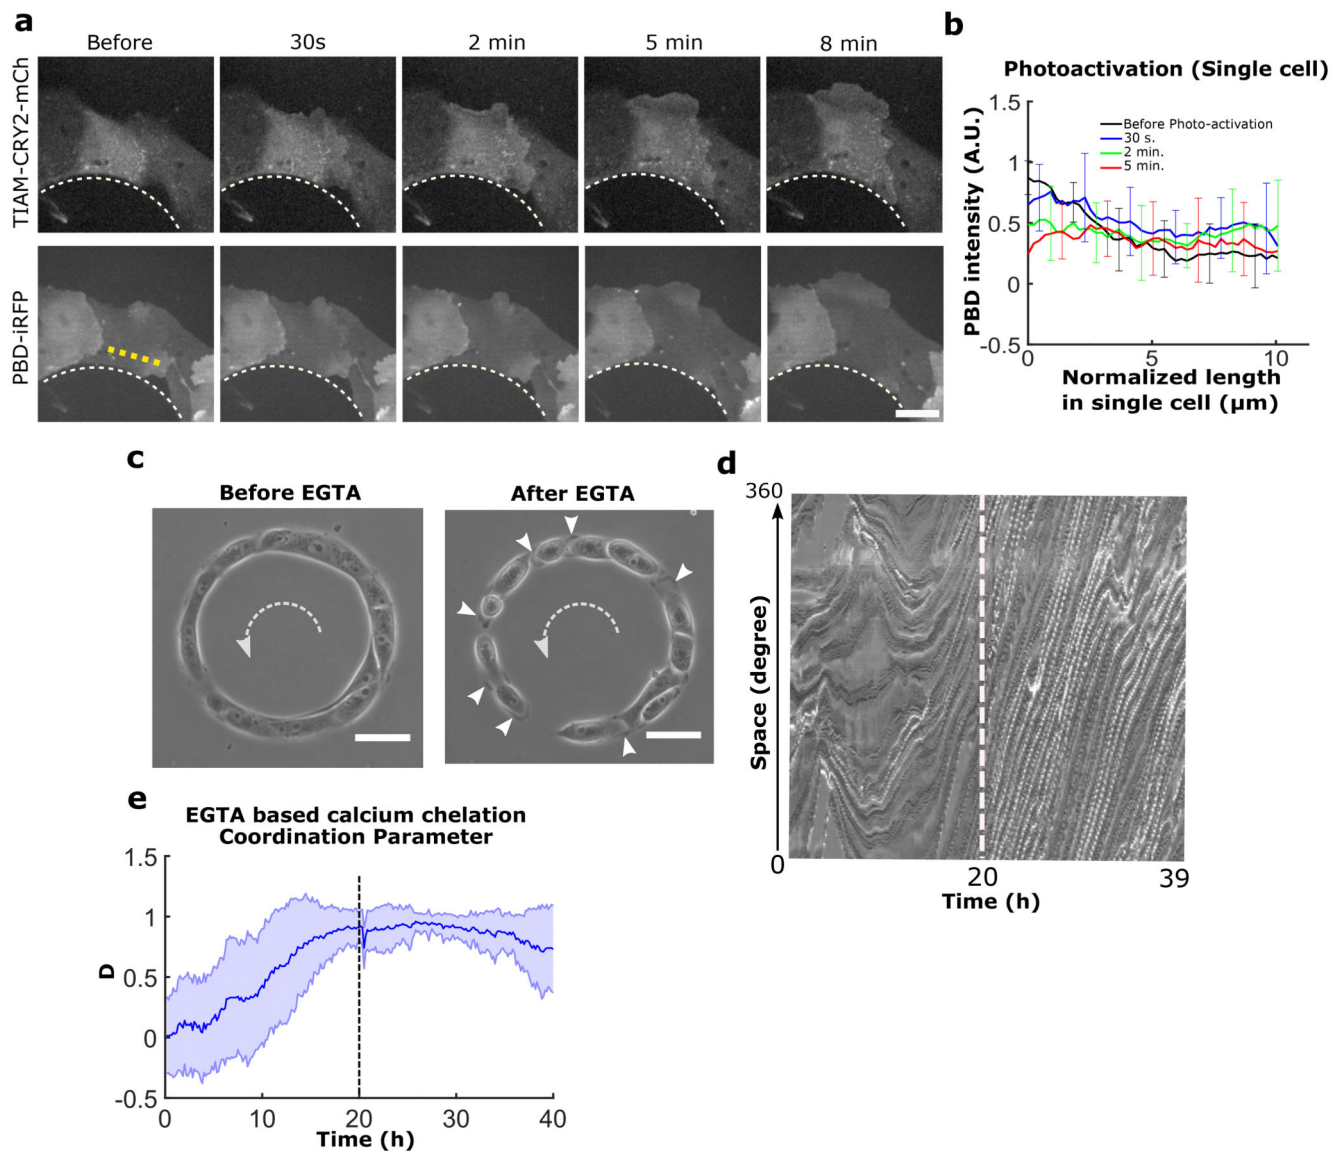 a
Before
30s
2 min
5 min
8 min
TIAM-CRY2-mCh
PBD-iRFP
b
Photoactivation (Single cell)
PBD intensity (A.U.)
1.5
1
0.5
0
-0.5
Before Photo-activation
30 s.
2 min.
5 min.
0
5
10
Normalized length
in single cell (µm)
c
Before EGTA
After EGTA
d
360
Space (degree)
0
20
39
Time (h)
e
EGTA based calcium chelation
Coordination Parameter
D
1.5
1
0.5
0
-0.5
0
10
20
30
40
Time (h)